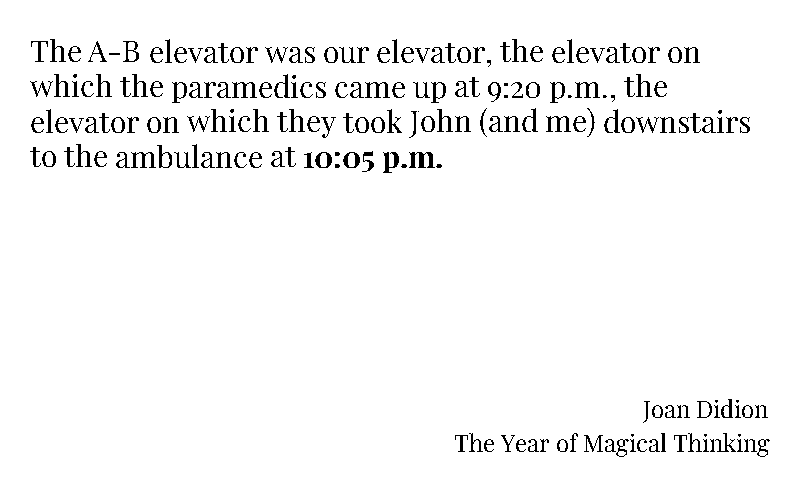 The A-B elevator was our elevator, the elevator on
which the paramedics came up at 9:20 p.m., the
elevator on which they took John (and me) downstairs
to the ambulance at 10:05 p.m.
Joan Didion
The Year of Magical Thinking